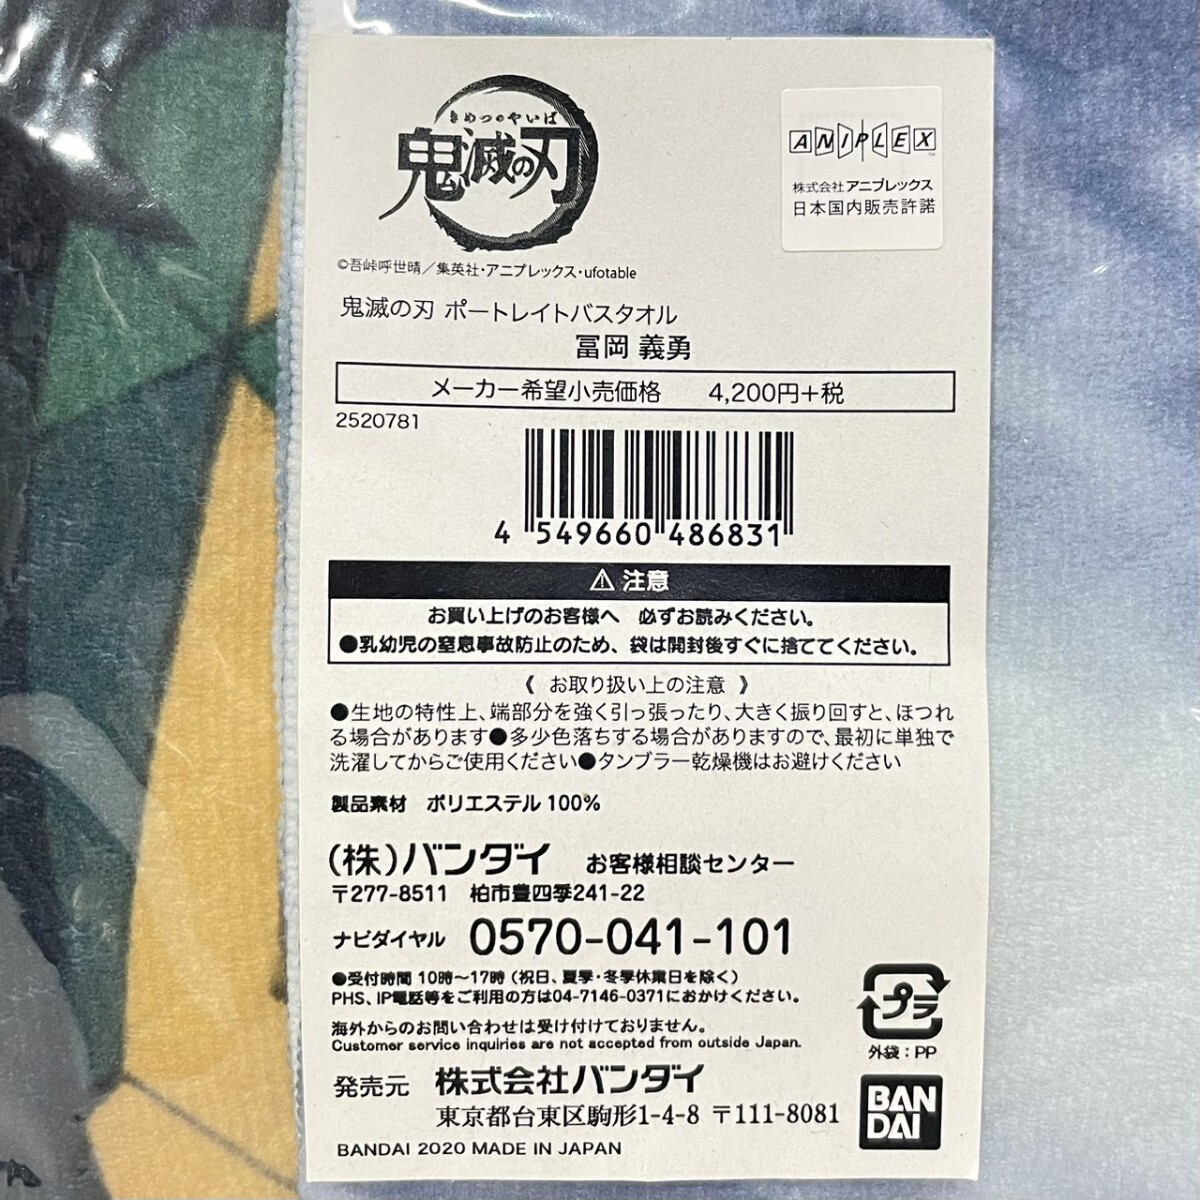 きめつのやいば
鬼滅の刃
ANIPLEX
株式会社アニプレックス
日本国内販売許諾
©吾峠呼世晴／集英社・アニプレックス・ufotable
鬼滅の刃 ポートレイトバスタオル
冨岡 義勇
メーカー希望小売価格 4,200円+税
2520781
4 549660 486831
⚠ 注意
お買い上げのお客様へ 必ずお読みください。
●乳幼児の窒息事故防止のため、袋は開封後すぐに捨ててください。
《 お取り扱い上の注意 》
●生地の特性上、端部分を強く引っ張ったり、大きく振り回すと、ほつれ
る場合があります●多少色落ちする場合がありますので、最初に単独で
洗濯してからご使用ください●タンブラー乾燥機はお避けください
製品素材 ポリエステル100%
(株)バンダイ お客様相談センター
〒277-8511 柏市豊四季241-22
ナビダイヤル 0570-041-101
●受付時間 10時～17時（祝日、夏季・冬季休業日を除く）
PHS、IP電話等をご利用の方は04-7146-0371におかけください。
海外からのお問い合わせは受け付けておりません。
Customer service inquiries are not accepted from outside Japan.
プラ
外袋：PP
発売元 株式会社バンダイ
東京都台東区駒形1-4-8 〒111-8081
BANDAI 2020 MADE IN JAPAN
BAN
DAI